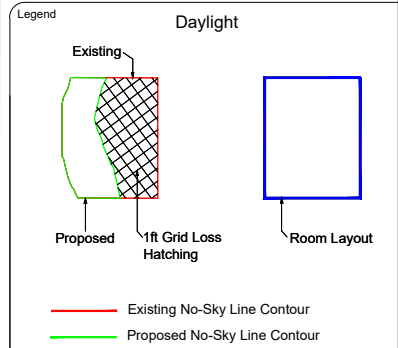 Legend
Daylight
Existing
Proposed
1ft Grid Loss
Hatching
Room Layout
Existing No-Sky Line Contour
Proposed No-Sky Line Contour